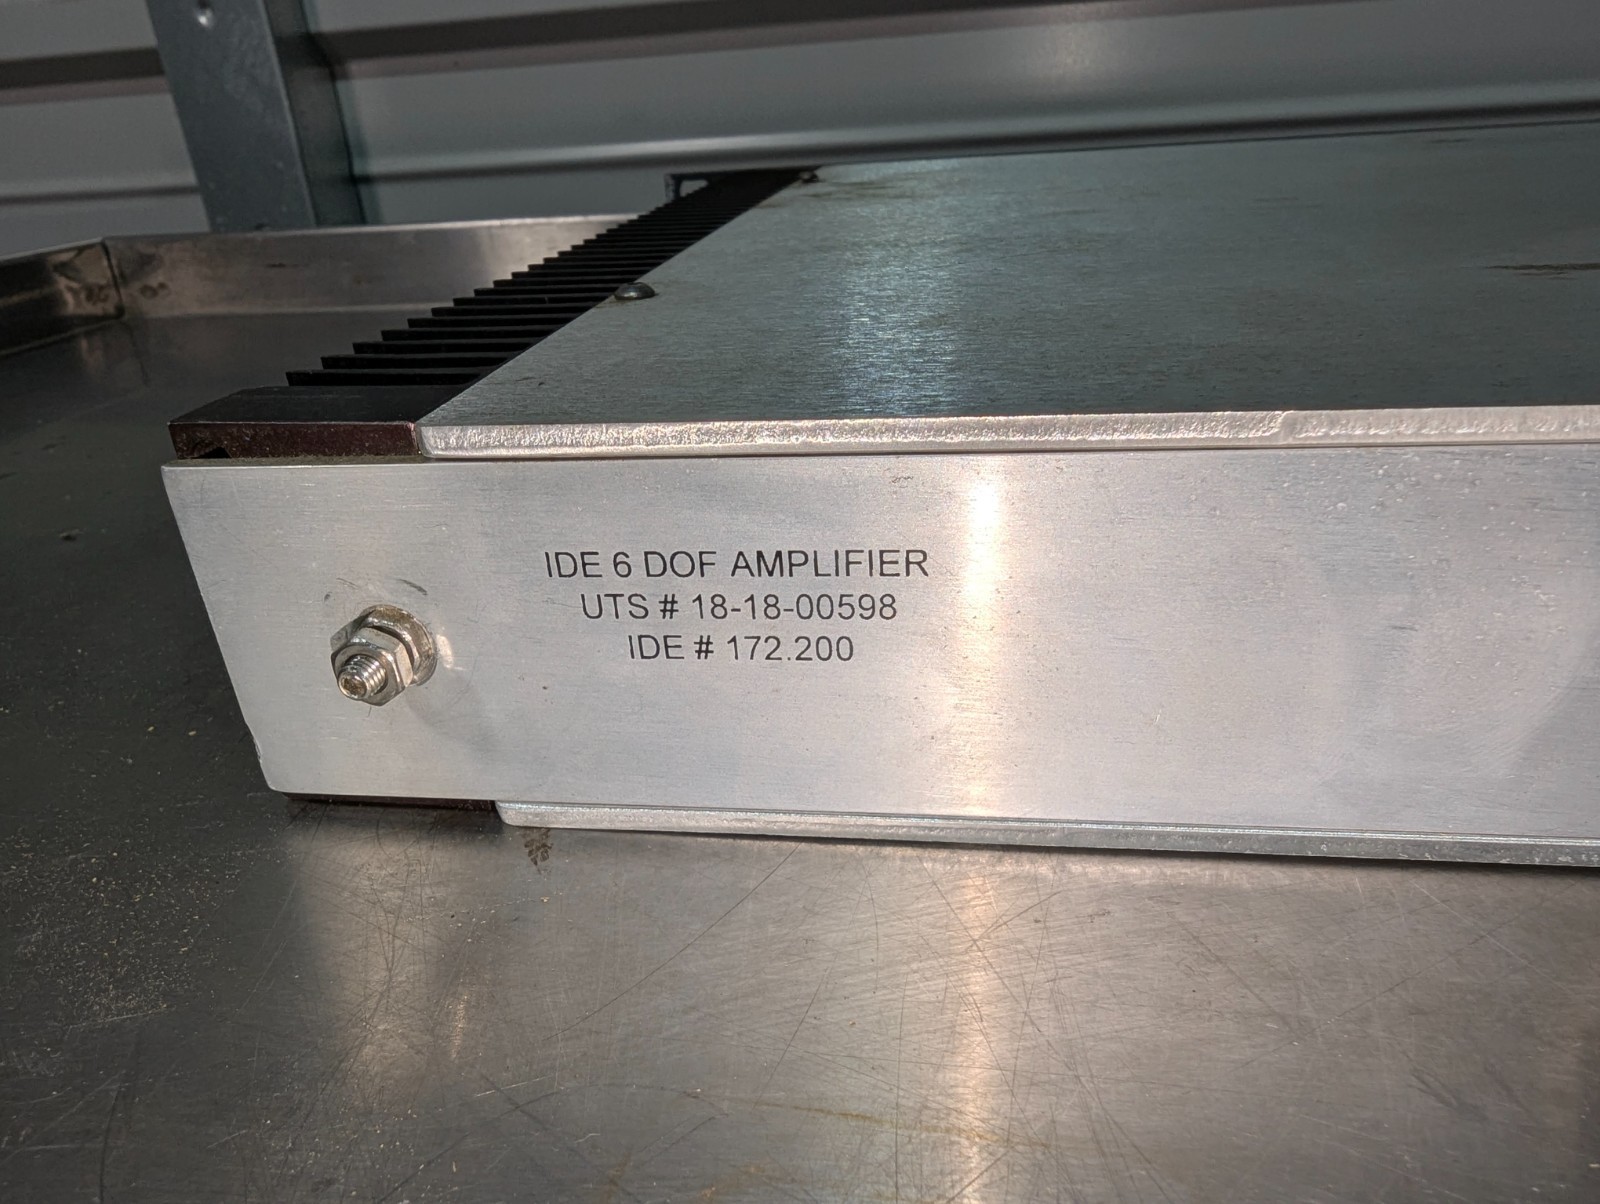 IDE 6 DOF AMPLIFIER
UTS # 18-18-00598
IDE # 172.200